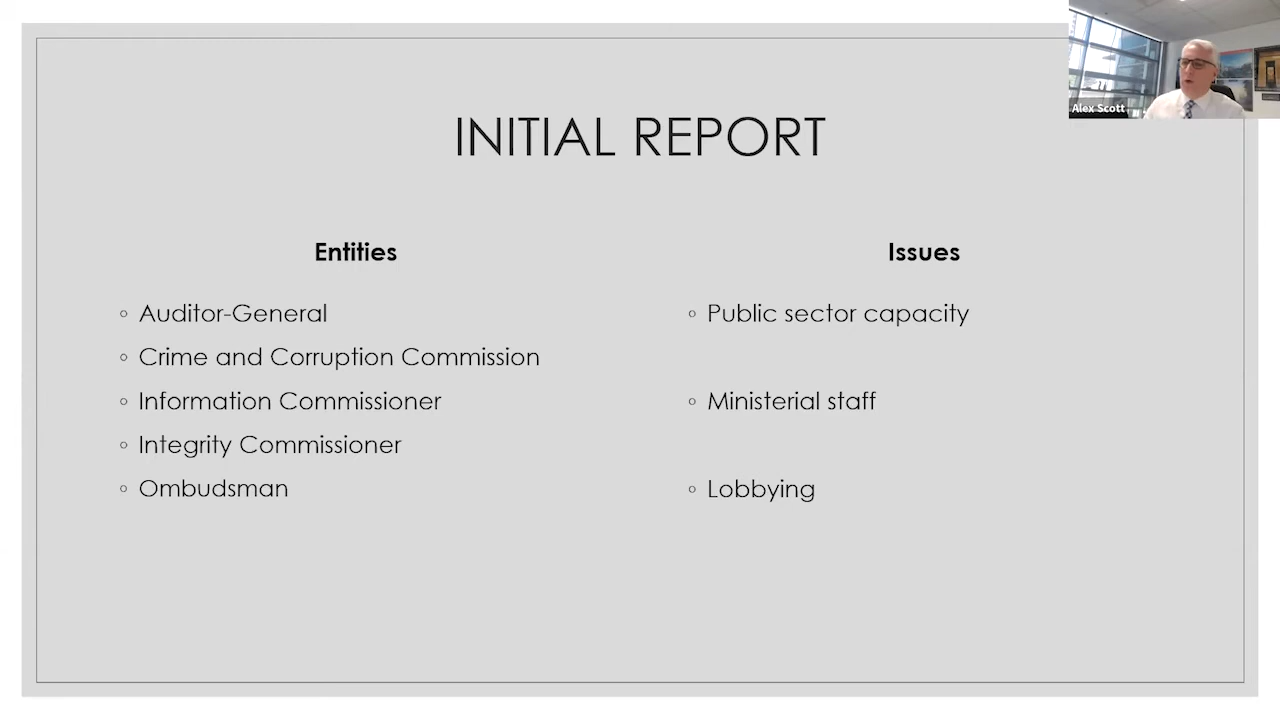 Alex Scott
INITIAL REPORT
Entities
Auditor-General
Crime and Corruption Commission
Information Commissioner
Integrity Commissioner
Ombudsman
Issues
Public sector capacity
Ministerial staff
Lobbying